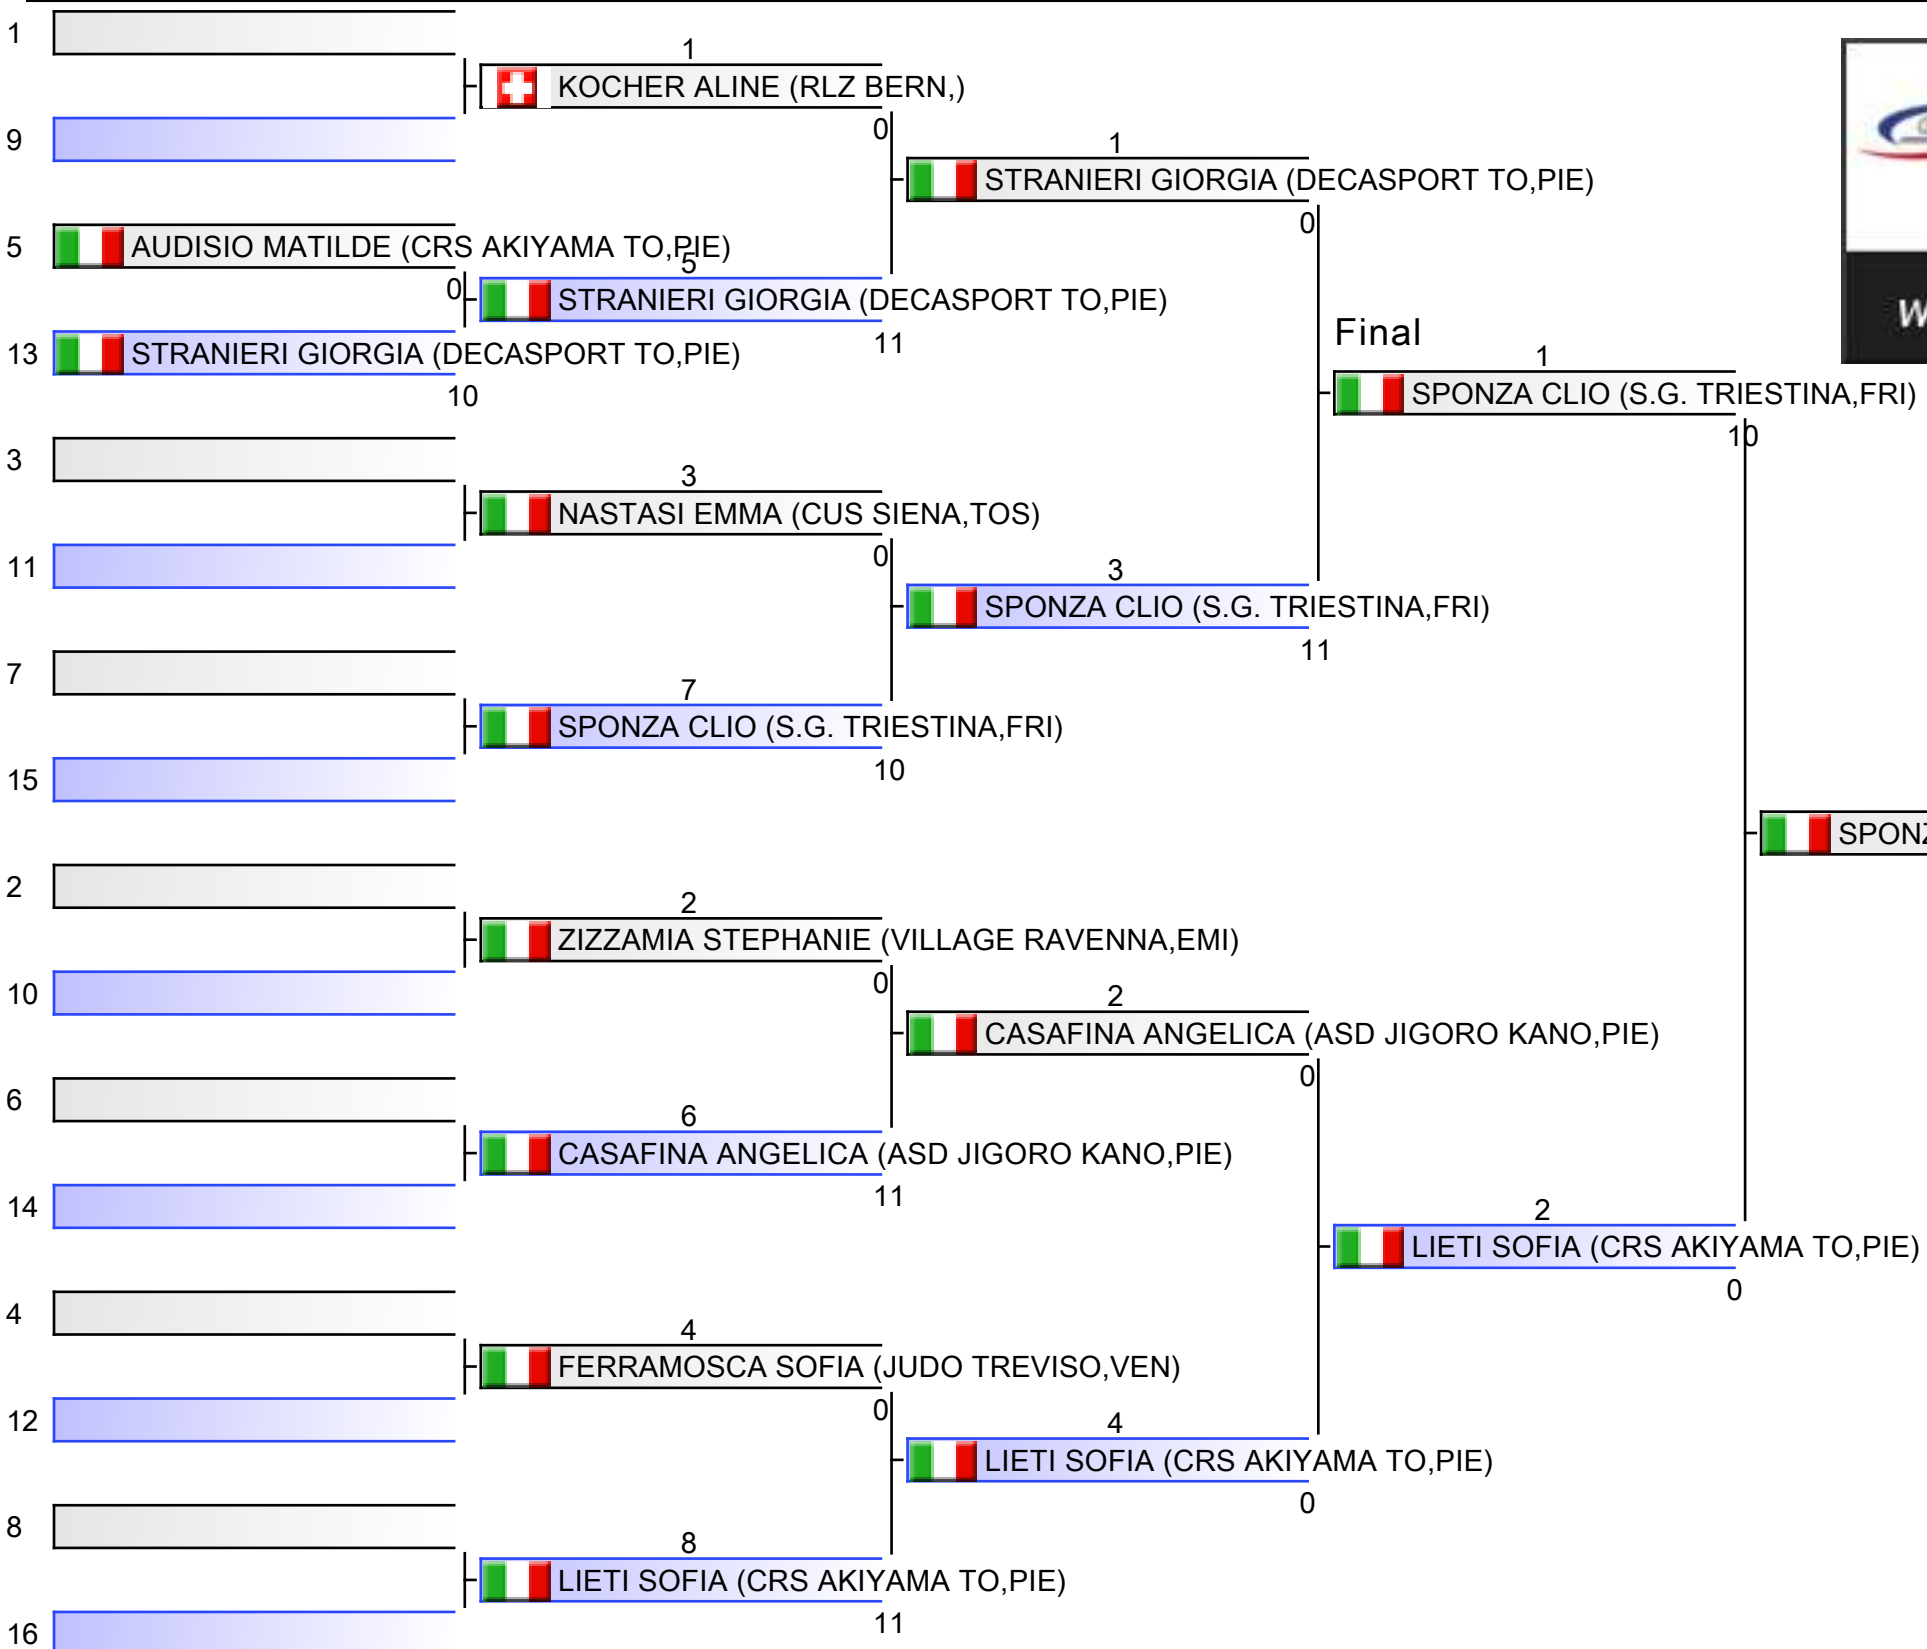 1
1
KOCHER ALINE (RLZ BERN,)
0
9
1
STRANIERI GIORGIA (DECASPORT TO,PIE)
0
5
AUDISIO MATILDE (CRS AKIYAMA TO,PIE)
0
5
STRANIERI GIORGIA (DECASPORT TO,PIE)
11
13
STRANIERI GIORGIA (DECASPORT TO,PIE)
10
Final
1
SPONZA CLIO (S.G. TRIESTINA,FRI)
10
3
3
NASTASI EMMA (CUS SIENA,TOS)
0
11
3
SPONZA CLIO (S.G. TRIESTINA,FRI)
11
7
7
SPONZA CLIO (S.G. TRIESTINA,FRI)
10
15
SPONZ
2
2
ZIZZAMIA STEPHANIE (VILLAGE RAVENNA,EMI)
0
10
2
CASAFINA ANGELICA (ASD JIGORO KANO,PIE)
0
6
6
CASAFINA ANGELICA (ASD JIGORO KANO,PIE)
11
14
2
LIETI SOFIA (CRS AKIYAMA TO,PIE)
0
4
4
FERRAMOSCA SOFIA (JUDO TREVISO,VEN)
0
12
4
LIETI SOFIA (CRS AKIYAMA TO,PIE)
0
8
8
LIETI SOFIA (CRS AKIYAMA TO,PIE)
11
16